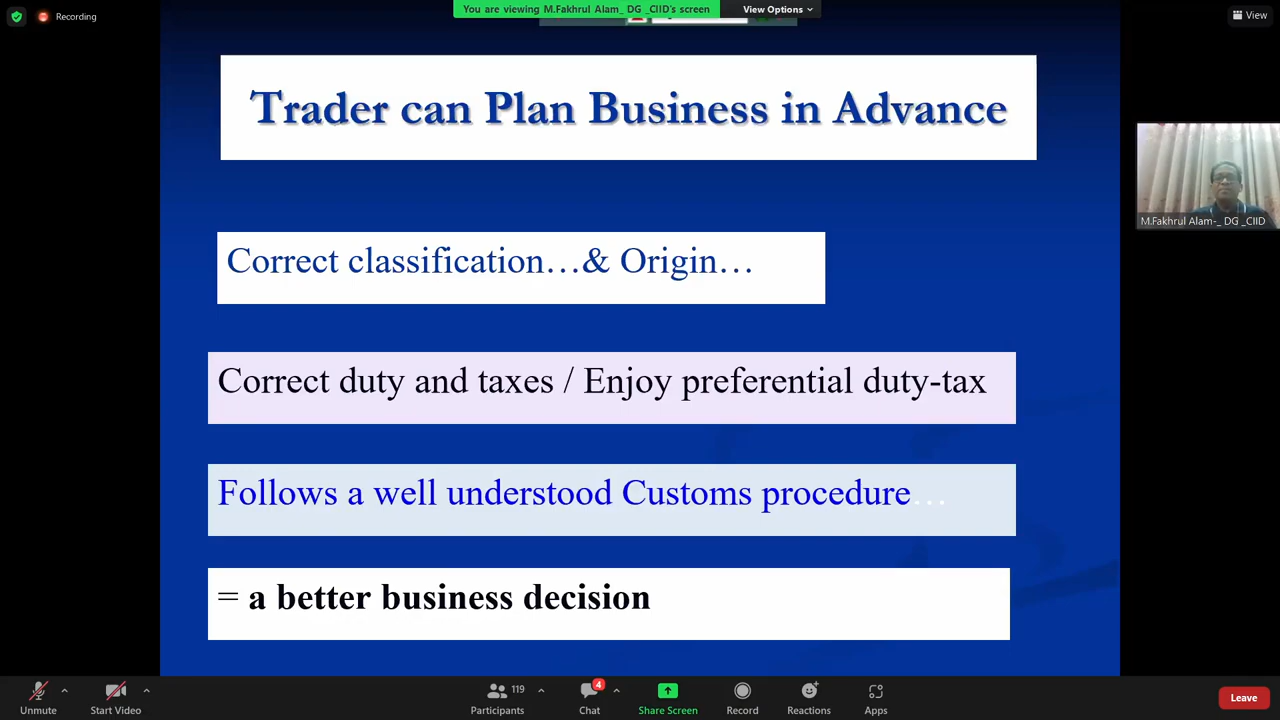 Recording
You are viewing M.Fakhrul Alam_ DG _CIID's screen
View Options
View
Trader can Plan Business in Advance
Correct classification…& Origin…
M.Fakhrul Alam-_ DG _CIID
Correct duty and taxes / Enjoy preferential duty-tax
Follows a well understood Customs procedure…
= a better business decision
Unmute
Start Video
119
Participants
4
Chat
Share Screen
Record
Reactions
Apps
Leave